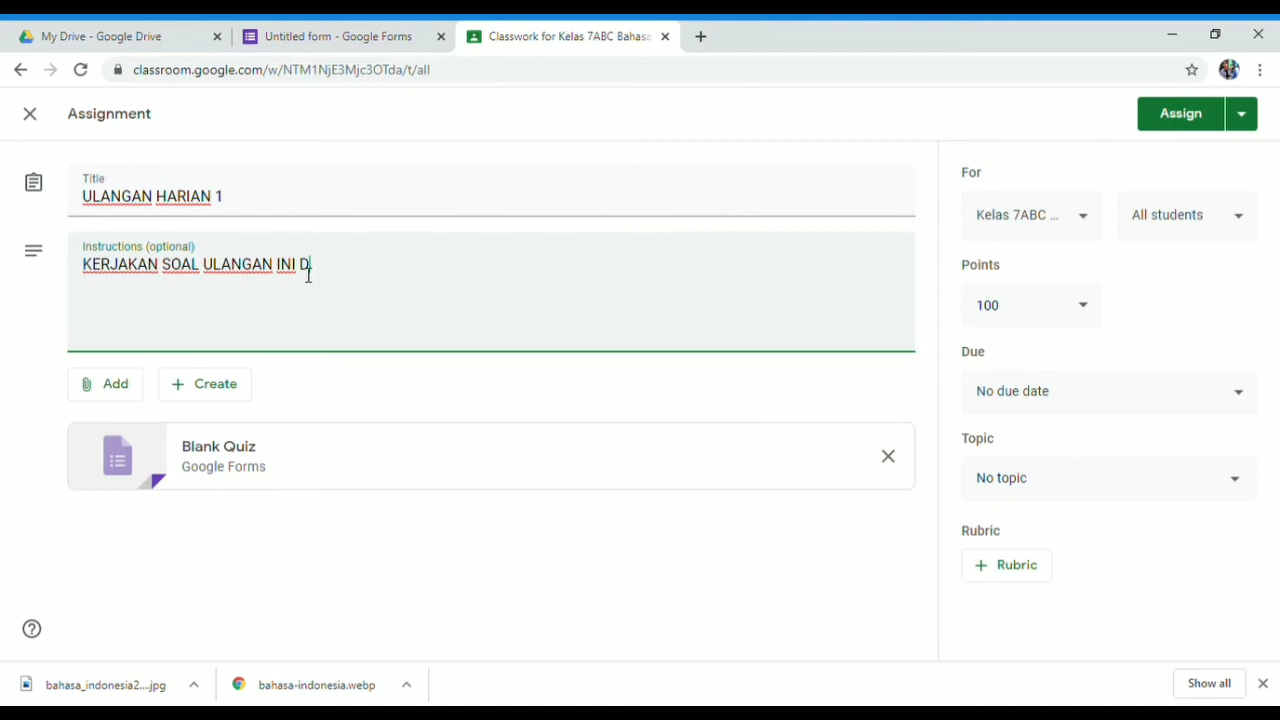 My Drive - Google Drive
Untitled form - Google Forms
Classwork for Kelas 7ABC Bahasa
classroom.google.com/w/NTM1NjE3Mjc3OTda/t/all
Assignment
Assign
Title
ULANGAN HARIAN 1
Instructions (optional)
KERJAKAN SOAL ULANGAN INI D
Add
Create
Blank Quiz
Google Forms
For
Kelas 7ABC ...
All students
Points
100
Due
No due date
Topic
No topic
Rubric
Rubric
bahasa_indonesia2....jpg
bahasa-indonesia.webp
Show all